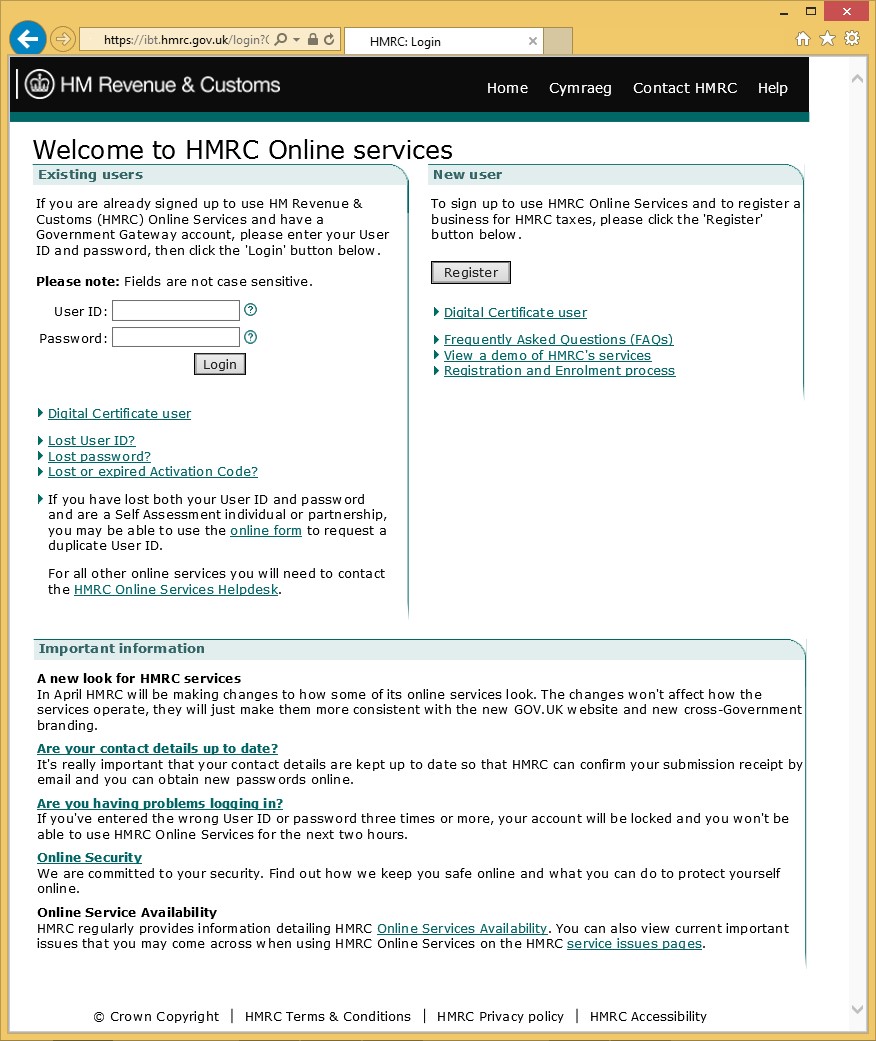 https://ibt.hmrc.gov.uk/login?
HMRC: Login
HM Revenue & Customs
Home Cymraeg Contact HMRC Help
Welcome to HMRC Online services
Existing users
If you are already signed up to use HM Revenue &
Customs (HMRC) Online Services and have a
Government Gateway account, please enter your User
ID and password, then click the 'Login' button below.
Please note: Fields are not case sensitive.
User ID: ?
Password: ?
Login
Digital Certificate user
Lost User ID?
Lost password?
Lost or expired Activation Code?
If you have lost both your User ID and password
and are a Self Assessment individual or partnership,
you may be able to use the online form to request a
duplicate User ID.
For all other online services you will need to contact
the HMRC Online Services Helpdesk.
New user
To sign up to use HMRC Online Services and to register a
business for HMRC taxes, please click the 'Register'
button below.
Register
Digital Certificate user
Frequently Asked Questions (FAQs)
View a demo of HMRC's services
Registration and Enrolment process
Important information
A new look for HMRC services
In April HMRC will be making changes to how some of its online services look. The changes won't affect how the
services operate, they will just make them more consistent with the new GOV.UK website and new cross-Government
branding.
Are your contact details up to date?
It's really important that your contact details are kept up to date so that HMRC can confirm your submission receipt by
email and you can obtain new passwords online.
Are you having problems logging in?
If you've entered the wrong User ID or password three times or more, your account will be locked and you won't be
able to use HMRC Online Services for the next two hours.
Online Security
We are committed to your security. Find out how we keep you safe online and what you can do to protect yourself
online.
Online Service Availability
HMRC regularly provides information detailing HMRC Online Services Availability. You can also view current important
issues that you may come across when using HMRC Online Services on the HMRC service issues pages.
© Crown Copyright | HMRC Terms & Conditions | HMRC Privacy policy | HMRC Accessibility